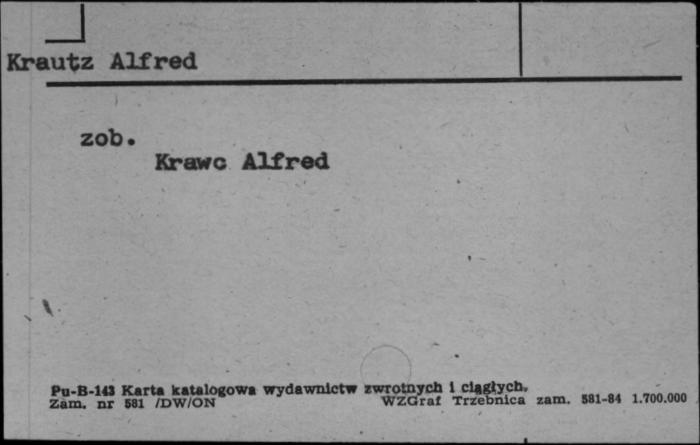 Krautz Alfred
zob.
Krawc Alfred
Pu-B-143 Karta katalogowa wydawnictw zwrotnych i ciągłych.
Zam. nr 581 /DW/ON WZGraf Trzebnica zam. 581-84 1.700.000